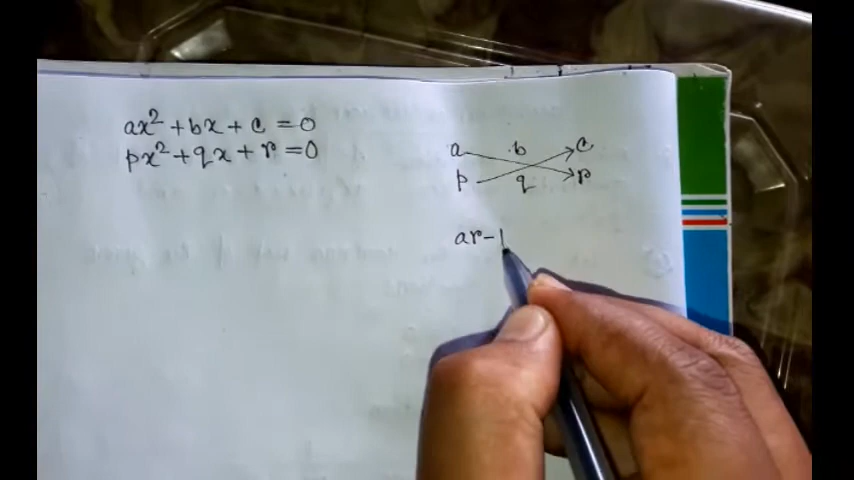 ax² + bx + c = 0
px² + qx + r = 0
a b c
p q r
ar -